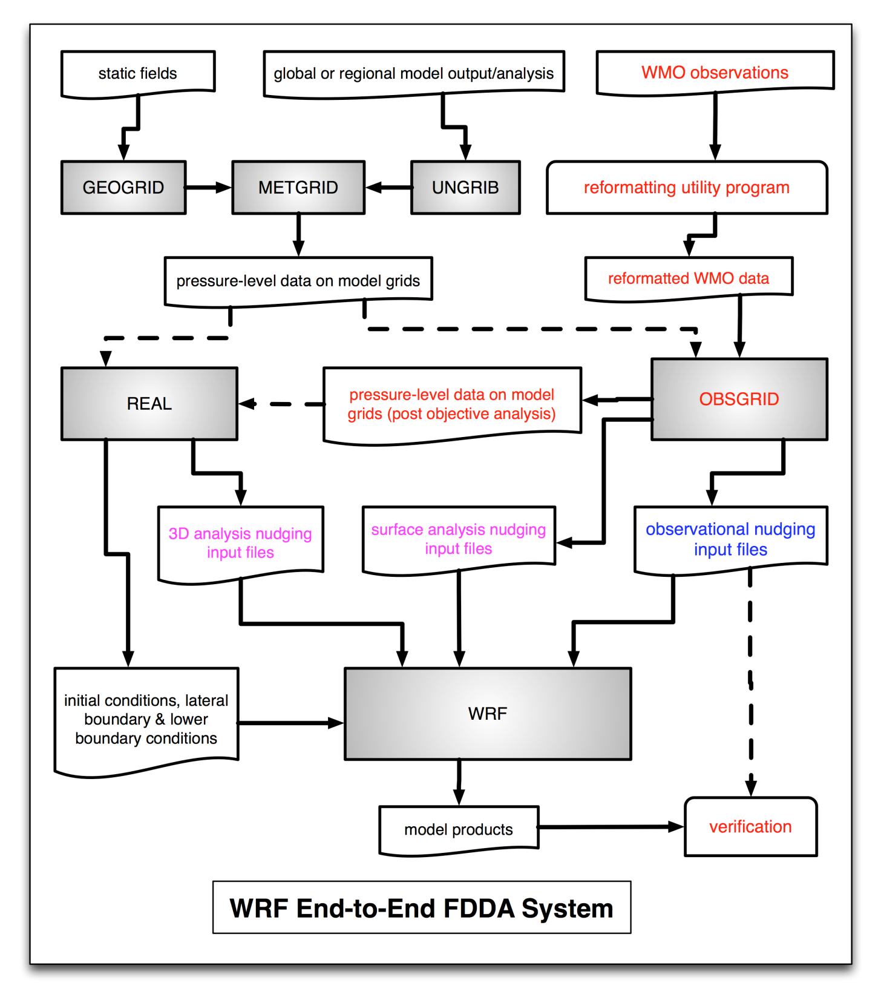 static fields
global or regional model output/analysis
WMO observations
GEOGRID
METGRID
UNGRIB
reformatting utility program
pressure-level data on model grids
reformatted WMO data
REAL
pressure-level data on model
grids (post objective analysis)
OBSGRID
3D analysis nudging
input files
surface analysis nudging
input files
observational nudging
input files
initial conditions, lateral
boundary & lower
boundary conditions
WRF
model products
verification
WRF End-to-End FDDA System